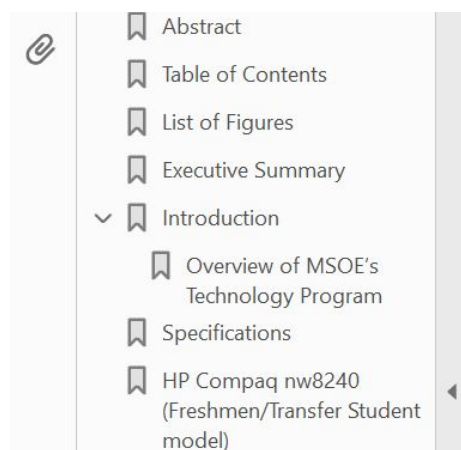 Abstract
Table of Contents
List of Figures
Executive Summary
Introduction
Overview of MSOE's
Technology Program
Specifications
HP Compaq nw8240
(Freshmen/Transfer Student
model)